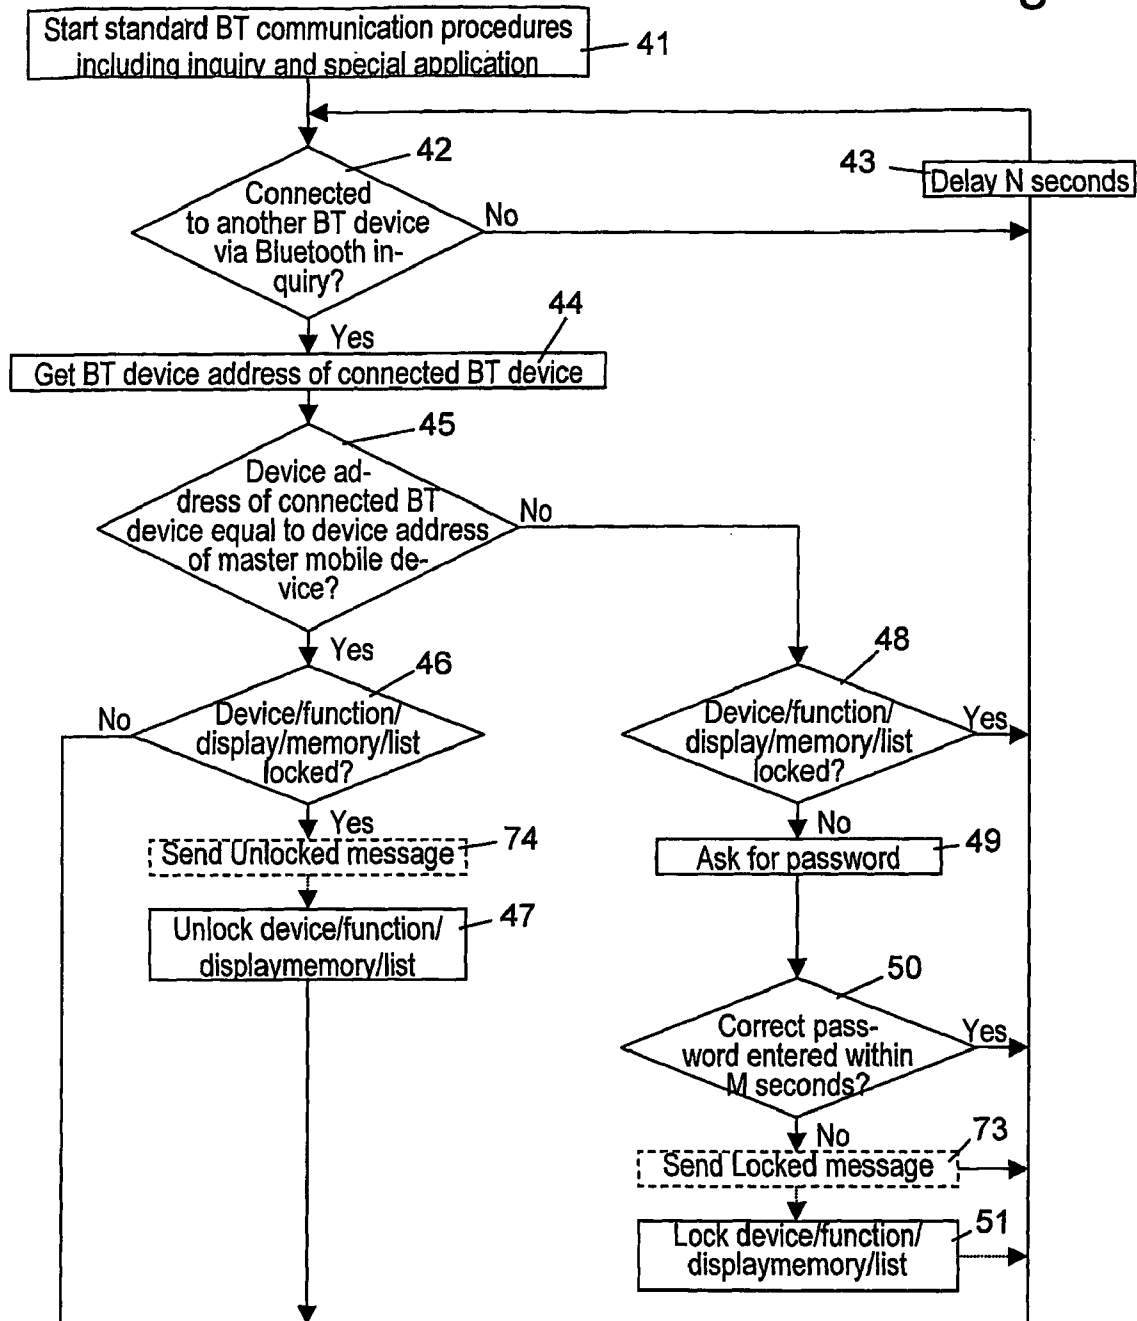 Start standard BT communication procedures
including inquiry and special application
41
42
Connected
to another BT device
via Bluetooth in-
quiry?
No
43
Delay N seconds
Yes
44
Get BT device address of connected BT device
45
Device ad-
dress of connected BT
device equal to device address
of master mobile de-
vice?
No
Yes
46
No
Device/function/
display/memory/list
locked?
48
Device/function/
display/memory/list
locked?
Yes
Yes
Send Unlocked message
74
No
Ask for password
49
Unlock device/function/
displaymemory/list
47
50
Correct pass-
word entered within
M seconds?
Yes
No
73
Send Locked message
Lock device/function/
displaymemory/list
51